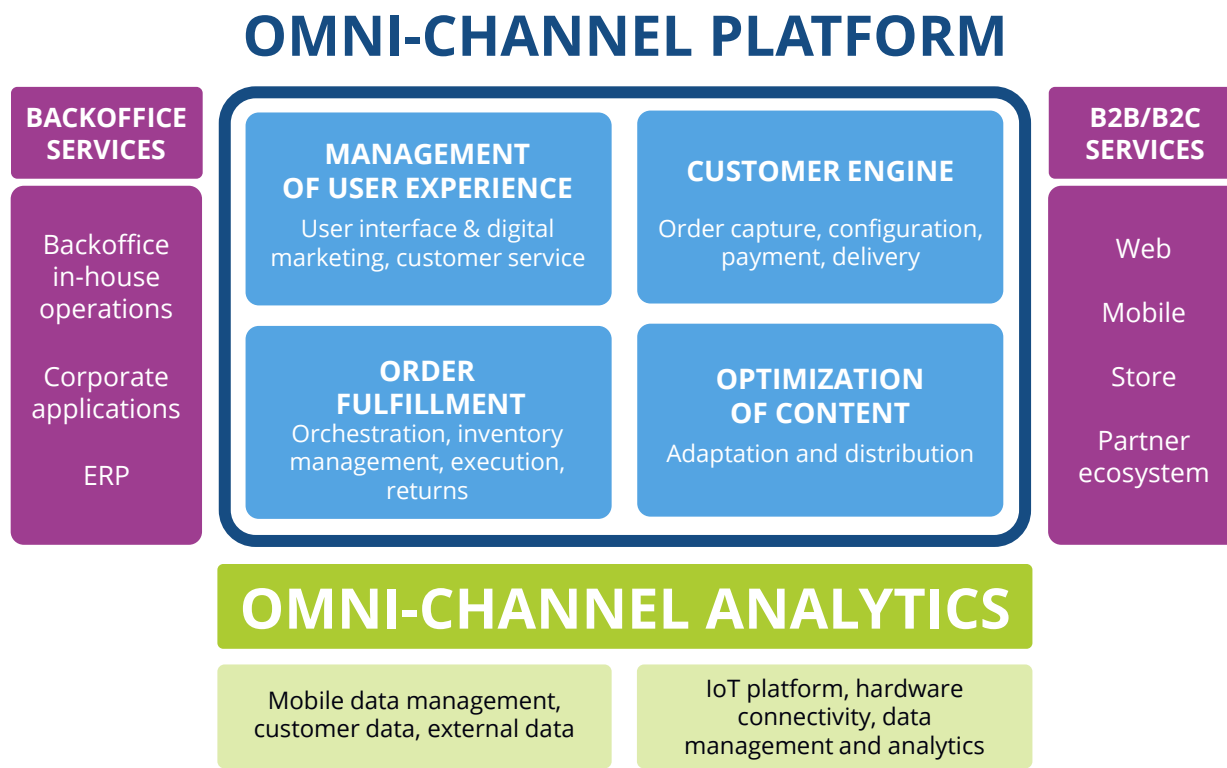 OMNI-CHANNEL PLATFORM
BACKOFFICE
SERVICES
Backoffice
in-house
operations
Corporate
applications
ERP
MANAGEMENT
OF USER EXPERIENCE
User interface & digital
marketing, customer service
CUSTOMER ENGINE
Order capture, configuration,
payment, delivery
ORDER
FULFILLMENT
Orchestration, inventory
management, execution,
returns
OPTIMIZATION
OF CONTENT
Adaptation and distribution
B2B/B2C
SERVICES
Web
Mobile
Store
Partner
ecosystem
OMNI-CHANNEL ANALYTICS
Mobile data management,
customer data, external data
IoT platform, hardware
connectivity, data
management and analytics